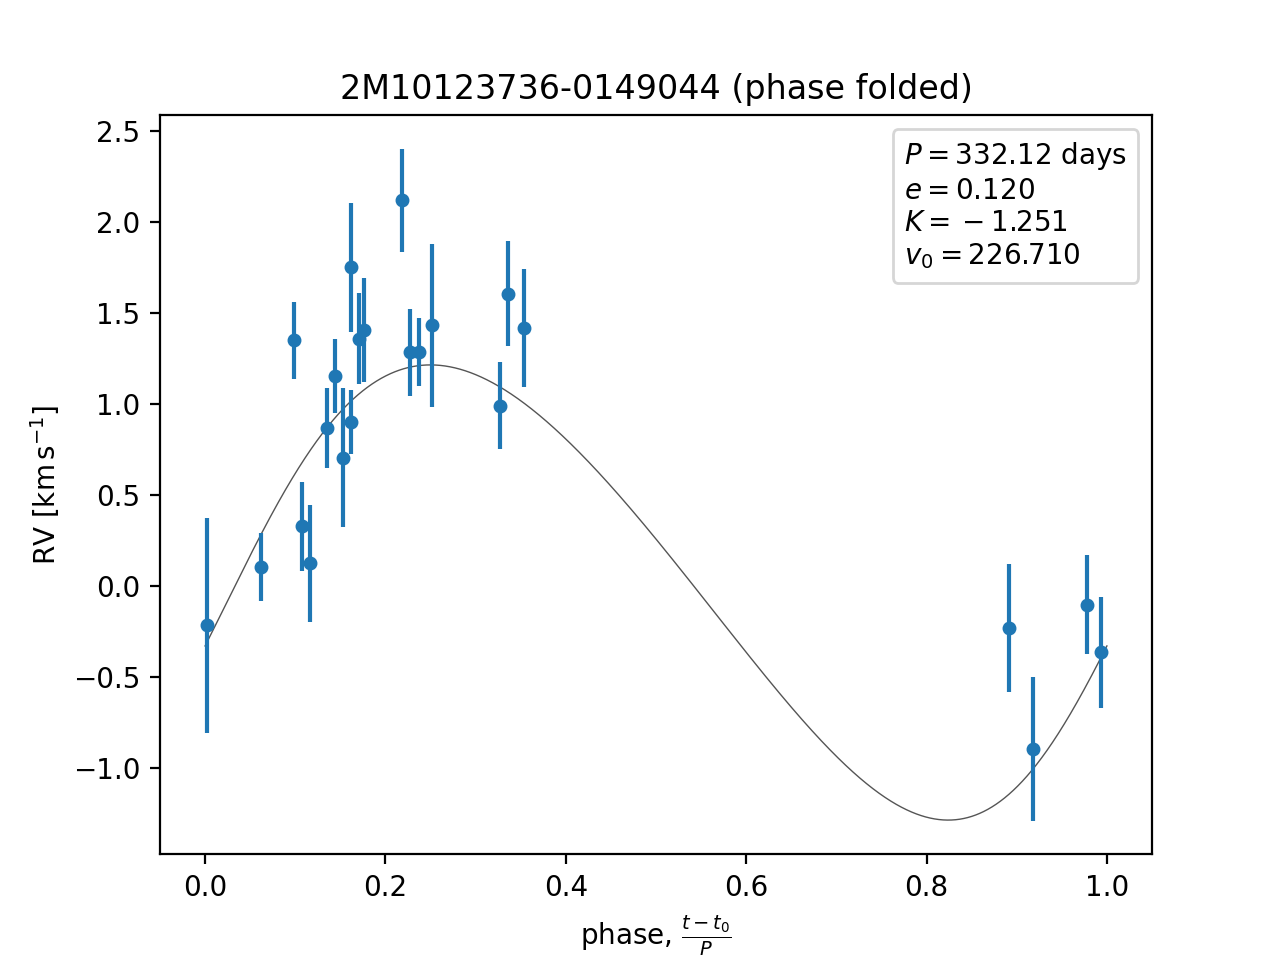 2M10123736-0149044 (phase folded)
P = 332.12 days
e = 0.120
K = −1.251
v₀ = 226.710
2.5
2.0
1.5
1.0
0.5
0.0
−0.5
−1.0
RV [km s⁻¹]
0.0 0.2 0.4 0.6 0.8 1.0
phase, (t − t₀)/P